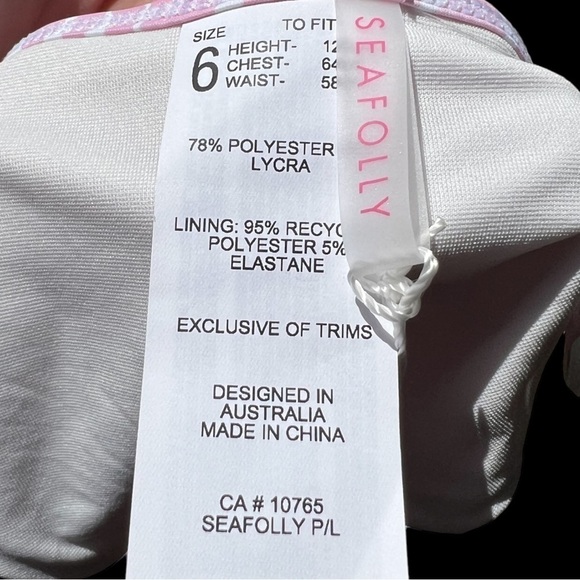 SIZE TO FIT
6 HEIGHT- 12
CHEST- 64
WAIST- 58
SEAFOLLY
78% POLYESTER
LYCRA
LINING: 95% RECYC
POLYESTER 5%
ELASTANE
EXCLUSIVE OF TRIMS
DESIGNED IN
AUSTRALIA
MADE IN CHINA
CA # 10765
SEAFOLLY P/L